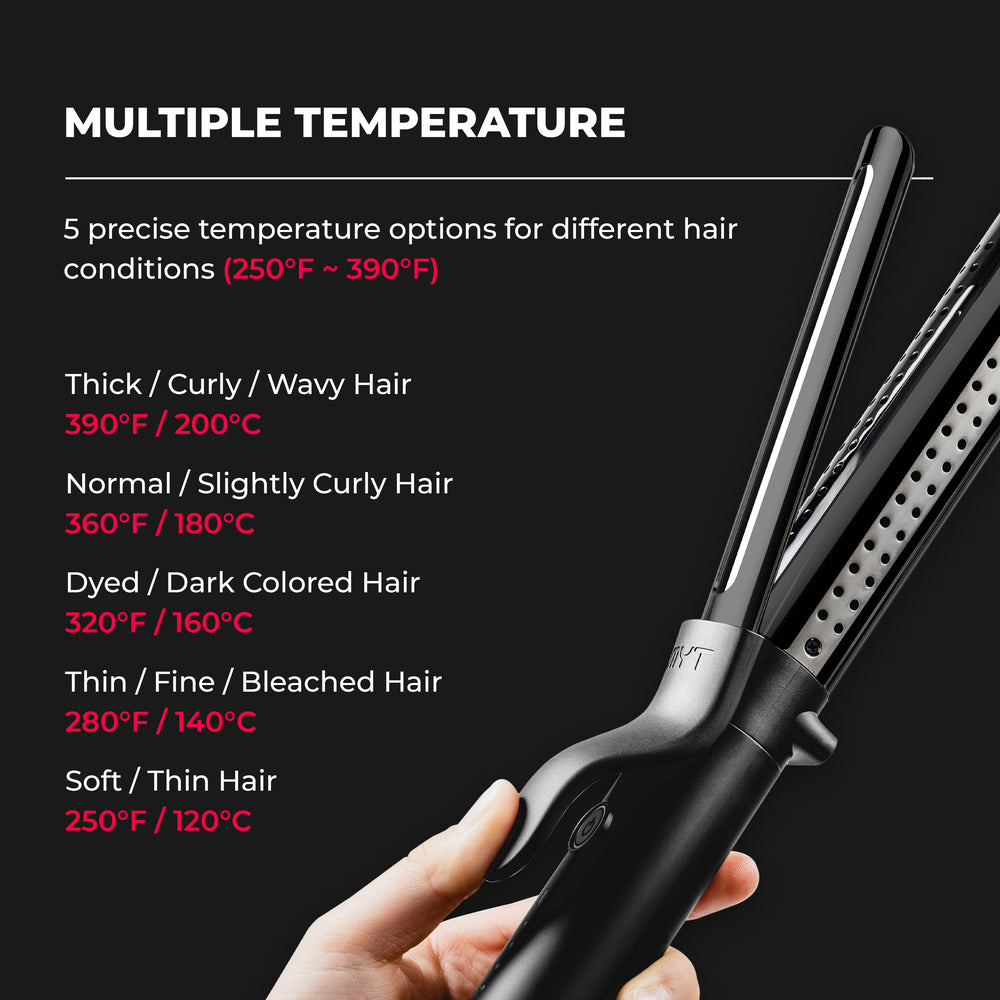 MULTIPLE TEMPERATURE
5 precise temperature options for different hair
conditions (250°F ~ 390°F)
Thick / Curly / Wavy Hair
390°F / 200°C
Normal / Slightly Curly Hair
360°F / 180°C
Dyed / Dark Colored Hair
320°F / 160°C
Thin / Fine / Bleached Hair
280°F / 140°C
Soft / Thin Hair
250°F / 120°C